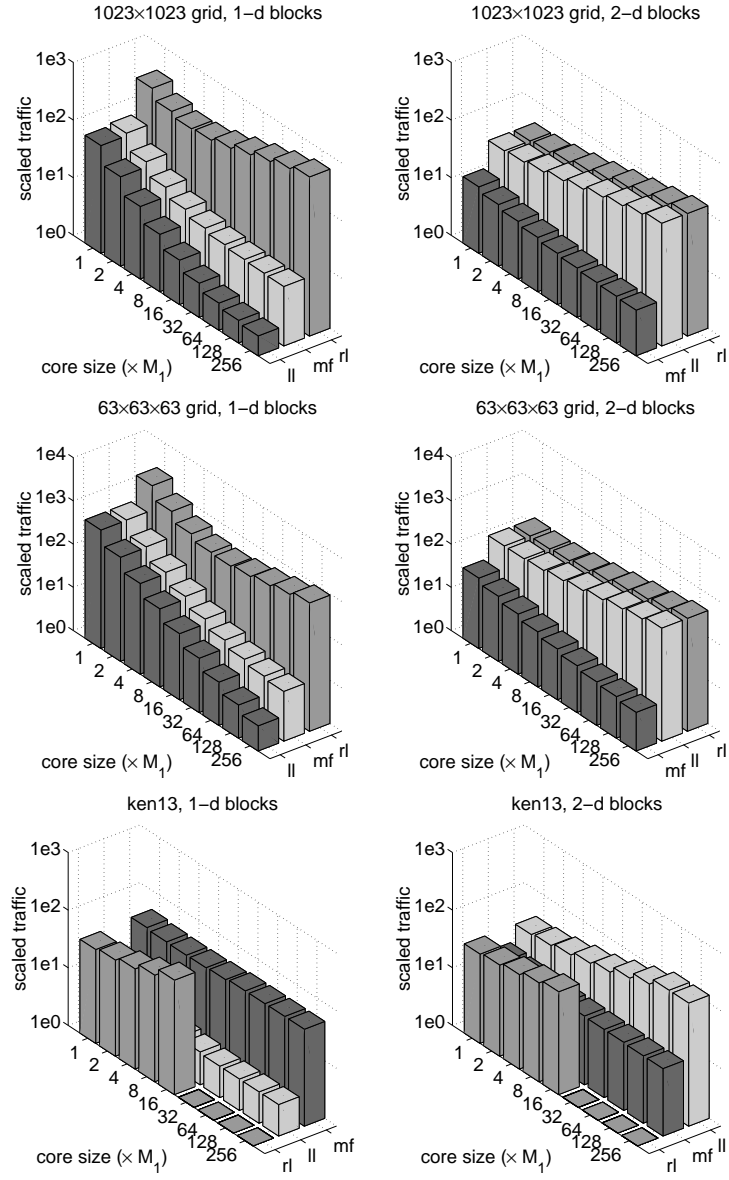 1023×1023 grid, 1−d blocks
1e3
1e2
1e1
1e0
scaled traffic
1
2
4
8
16
32
64
128
256
core size (× M₁)
ll
mf
rl
1023×1023 grid, 2−d blocks
1e3
1e2
1e1
1e0
scaled traffic
1
2
4
8
16
32
64
128
256
core size (× M₁)
mf
ll
rl
63×63×63 grid, 1−d blocks
1e4
1e3
1e2
1e1
1e0
scaled traffic
1
2
4
8
16
32
64
128
256
core size (× M₁)
ll
mf
rl
63×63×63 grid, 2−d blocks
1e4
1e3
1e2
1e1
1e0
scaled traffic
1
2
4
8
16
32
64
128
256
core size (× M₁)
mf
ll
rl
ken13, 1−d blocks
1e3
1e2
1e1
1e0
scaled traffic
1
2
4
8
16
32
64
128
256
core size (× M₁)
rl
ll
mf
ken13, 2−d blocks
1e3
1e2
1e1
1e0
scaled traffic
1
2
4
8
16
32
64
128
256
core size (× M₁)
rl
mf
ll